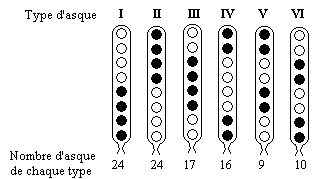 Type d'asque I II III IV V VI
Nombre d'asque
de chaque type 24 24 17 16 9 10